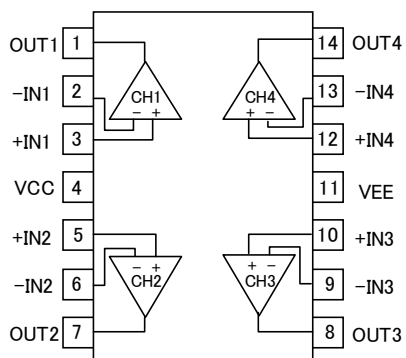 OUT1 1 14 OUT4
-IN1 2 CH1 CH4 13 -IN4
- + + -
+IN1 3 12 +IN4
VCC 4 11 VEE
+IN2 5 10 +IN3
- + + -
-IN2 6 CH2 CH3 9 -IN3
OUT2 7 8 OUT3